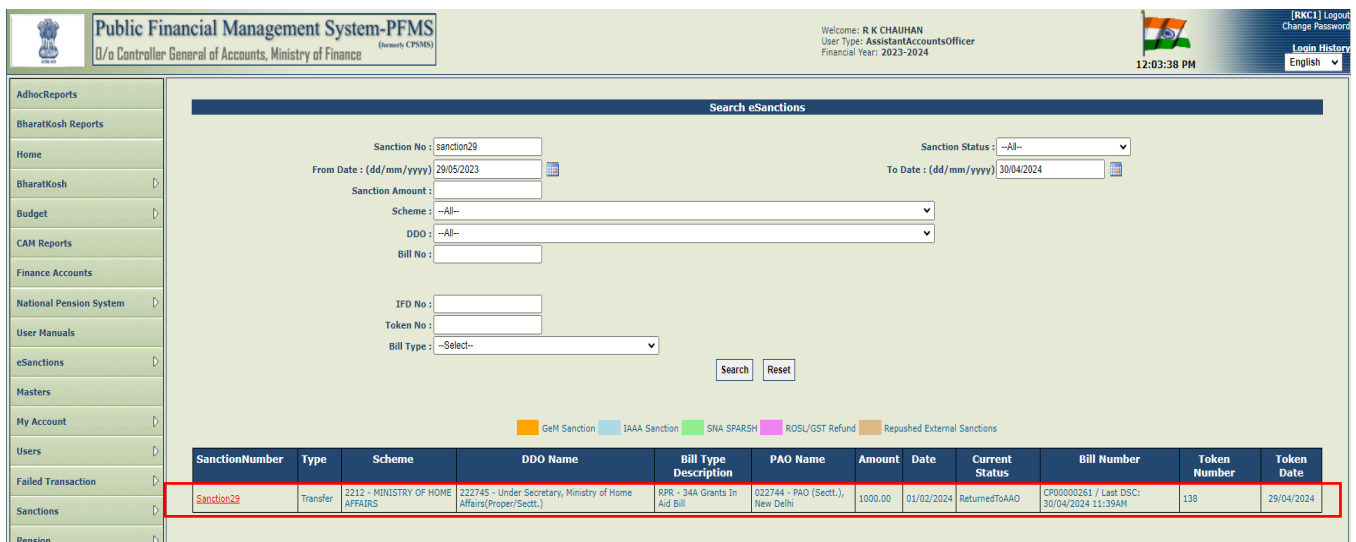 Public Financial Management System-PFMS
(formerly CPSMS)
O/o Controller General of Accounts, Ministry of Finance
Welcome: R K CHAUHAN
User Type: AssistantAccountsOfficer
Financial Year: 2023-2024
12:03:38 PM
[RKC1] Logout
Change Password
Login History
English
AdhocReports
BharatKosh Reports
Home
BharatKosh
Budget
CAM Reports
Finance Accounts
National Pension System
User Manuals
eSanctions
Masters
My Account
Users
Failed Transaction
Sanctions
Pension
Search eSanctions
Sanction No : sanction29 Sanction Status : --All--
From Date : (dd/mm/yyyy) 29/05/2023 To Date : (dd/mm/yyyy) 30/04/2024
Sanction Amount :
Scheme : --All--
DDO : --All--
Bill No :
IFD No :
Token No :
Bill Type : --Select--
Search Reset
GeM Sanction IAAA Sanction SNA SPARSH ROSL/GST Refund Repushed External Sanctions
SanctionNumber Type Scheme DDO Name Bill Type Description PAO Name Amount Date Current Status Bill Number Token Number Token Date
Sanction29 Transfer 2212 - MINISTRY OF HOME AFFAIRS 222745 - Under Secretary, Ministry of Home Affairs(Proper/Sectt.) RPR - 34A Grants In Aid Bill 022744 - PAO (Sectt.), New Delhi 1000.00 01/02/2024 ReturnedToAAO CP00000261 / Last DSC: 30/04/2024 11:39AM 138 29/04/2024